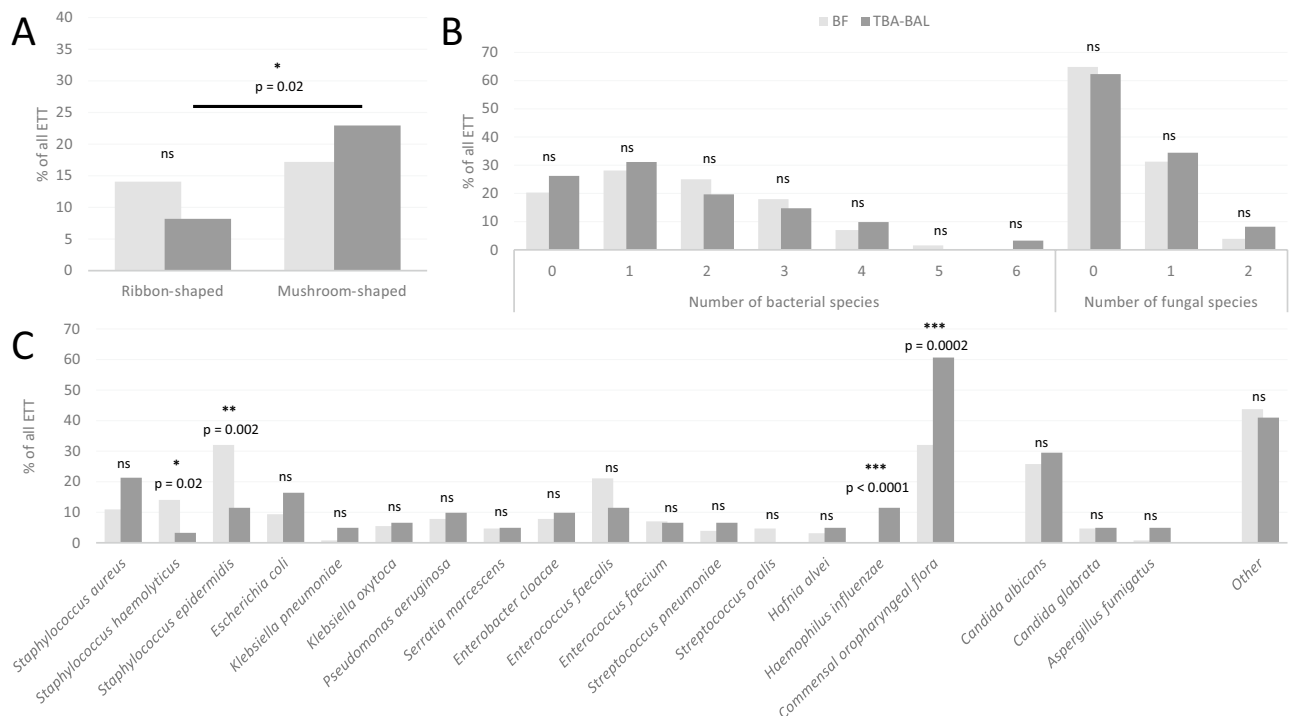 A
40
35
30
25
20
15
10
5
0
% of all ETT
ns
*
p = 0.02
Ribbon-shaped
Mushroom-shaped
B
BF
TBA-BAL
70
60
50
40
30
20
10
0
% of all ETT
ns
ns
ns
ns
ns
ns
ns
ns
ns
ns
0
1
2
3
4
5
6
0
1
2
Number of bacterial species
Number of fungal species
C
70
60
50
40
30
20
10
0
% of all ETT
ns
*
p = 0.02
**
p = 0.002
ns
ns
ns
ns
ns
ns
ns
ns
ns
ns
ns
***
p < 0.0001
***
p = 0.0002
ns
ns
ns
ns
Staphylococcus aureus
Staphylococcus haemolyticus
Staphylococcus epidermidis
Escherichia coli
Klebsiella pneumoniae
Klebsiella oxytoca
Pseudomonas aeruginosa
Serratia marcescens
Enterobacter cloacae
Enterococcus faecalis
Enterococcus faecium
Streptococcus pneumoniae
Streptococcus oralis
Hafnia alvei
Haemophilus influenzae
Commensal oropharyngeal flora
Candida albicans
Candida glabrata
Aspergillus fumigatus
Other